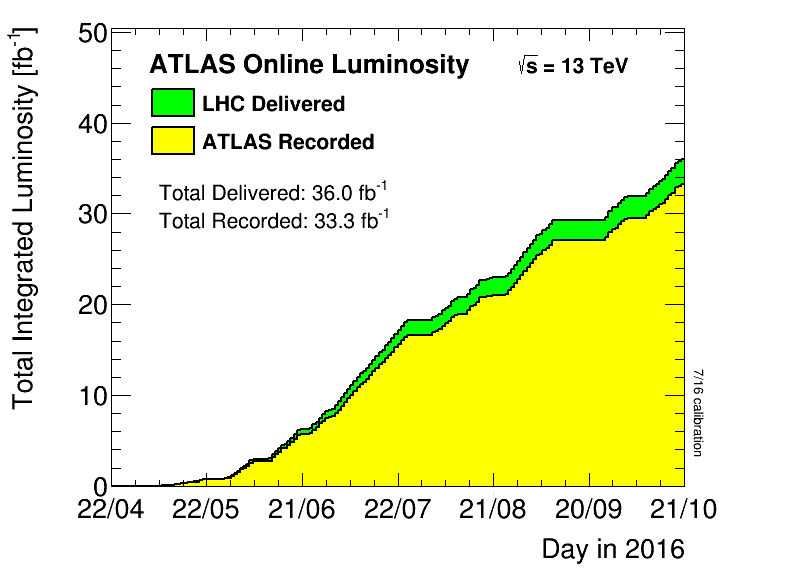 Total Integrated Luminosity [fb⁻¹]
50
40
30
20
10
0
ATLAS Online Luminosity
√s = 13 TeV
LHC Delivered
ATLAS Recorded
Total Delivered: 36.0 fb⁻¹
Total Recorded: 33.3 fb⁻¹
7/16 calibration
22/04 22/05 21/06 22/07 21/08 20/09 21/10
Day in 2016